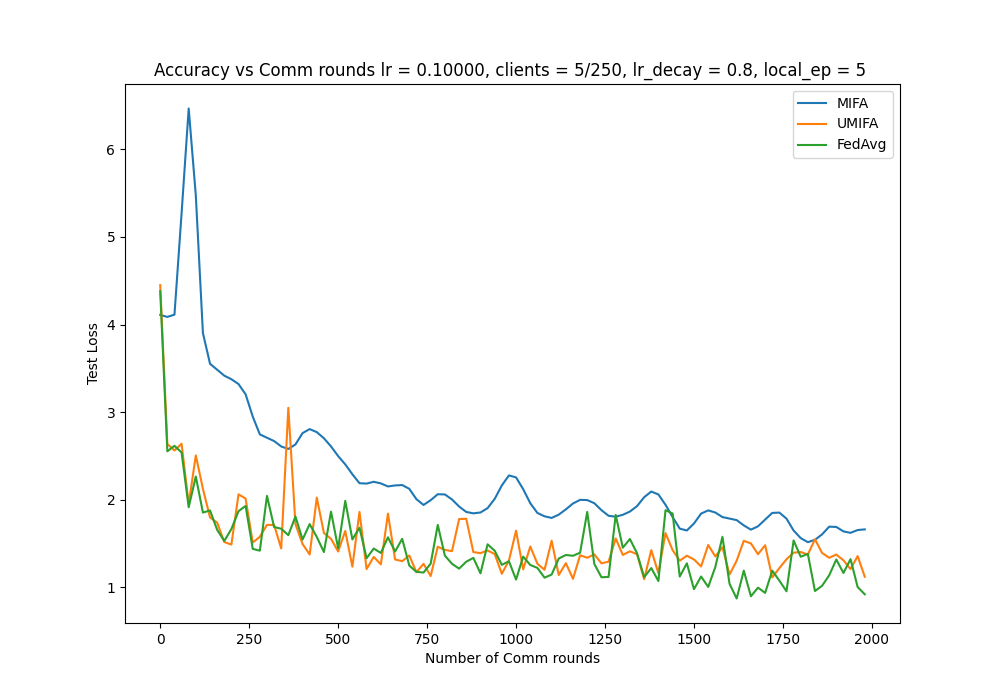 Accuracy vs Comm rounds lr = 0.10000, clients = 5/250, lr_decay = 0.8, local_ep = 5
MIFA
UMIFA
FedAvg
6
5
4
3
2
1
Test Loss
0 250 500 750 1000 1250 1500 1750 2000
Number of Comm rounds